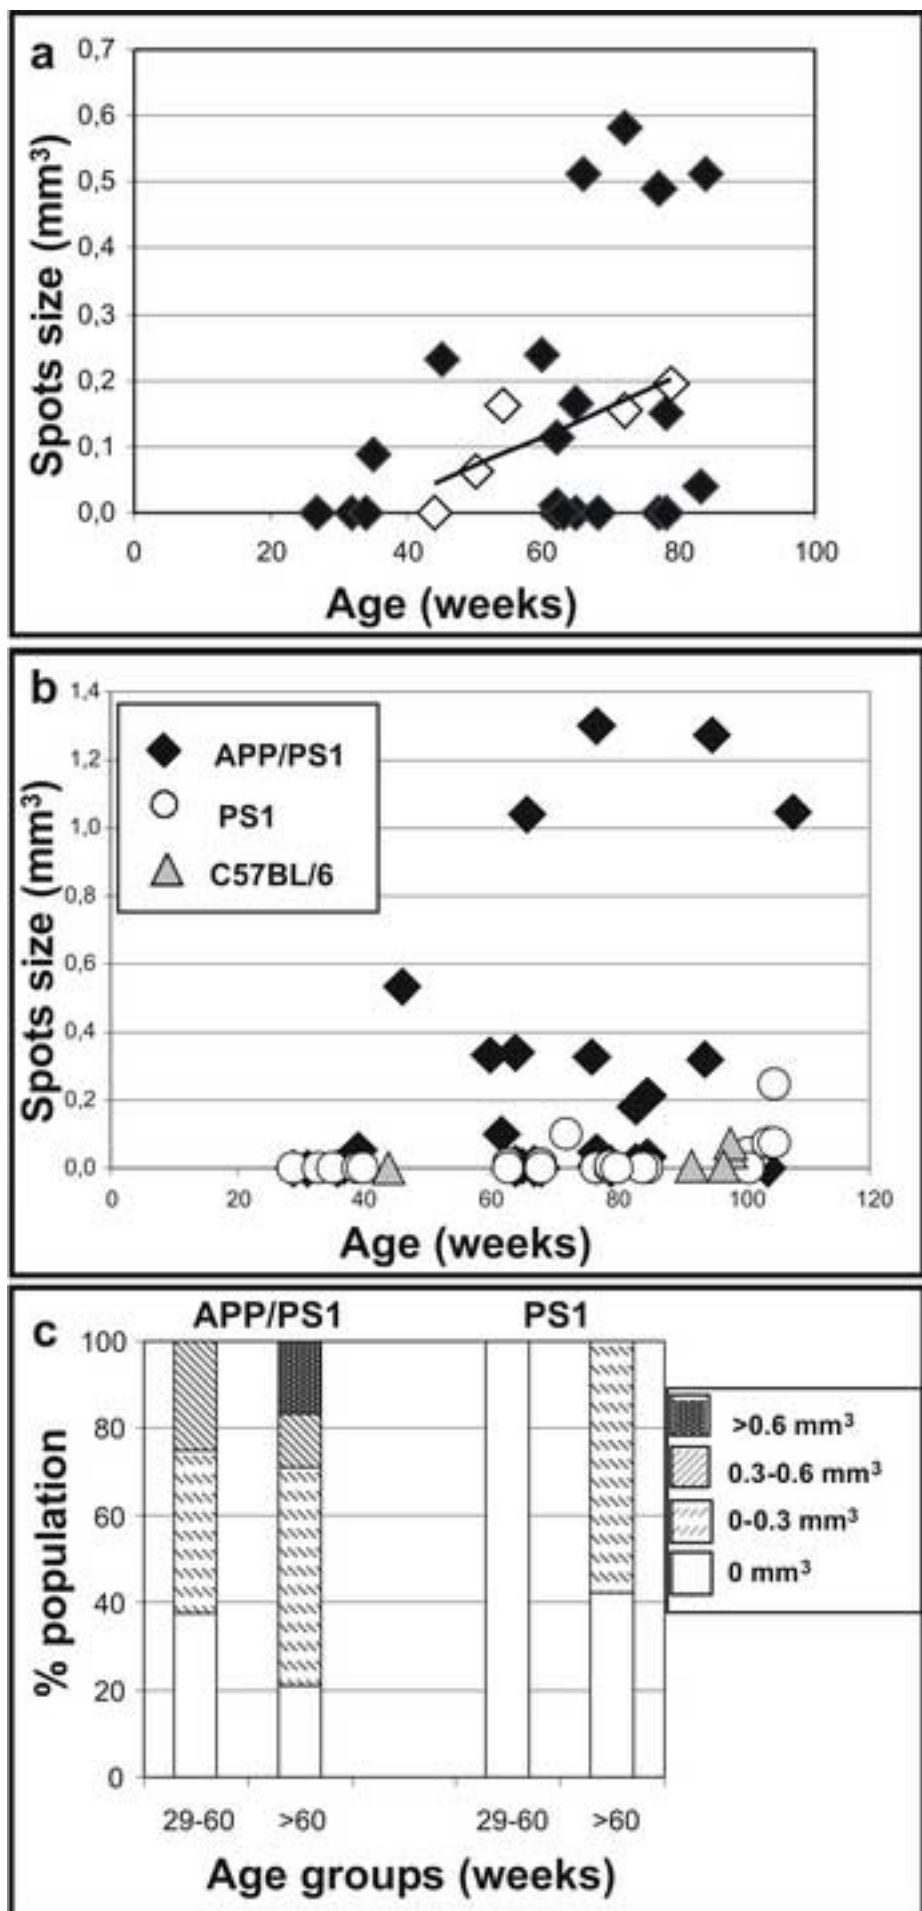 a
0,7
0,6
0,5
0,4
0,3
0,2
0,1
0,0
Spots size (mm³)
0 20 40 60 80 100
Age (weeks)
b
1,4
1,2
1,0
0,8
0,6
0,4
0,2
0,0
Spots size (mm³)
APP/PS1
PS1
C57BL/6
0 20 40 60 80 100 120
Age (weeks)
c
APP/PS1 PS1
100
80
60
40
20
0
% population
>0.6 mm³
0.3-0.6 mm³
0-0.3 mm³
0 mm³
29-60 >60 29-60 >60
Age groups (weeks)